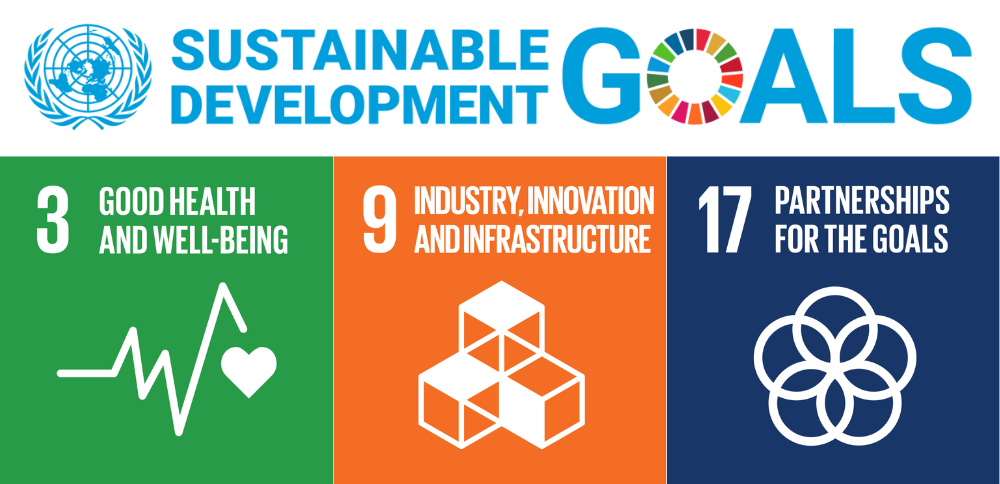 SUSTAINABLE
DEVELOPMENT
GOALS
3
GOOD HEALTH
AND WELL-BEING
9
INDUSTRY, INNOVATION
AND INFRASTRUCTURE
17
PARTNERSHIPS
FOR THE GOALS